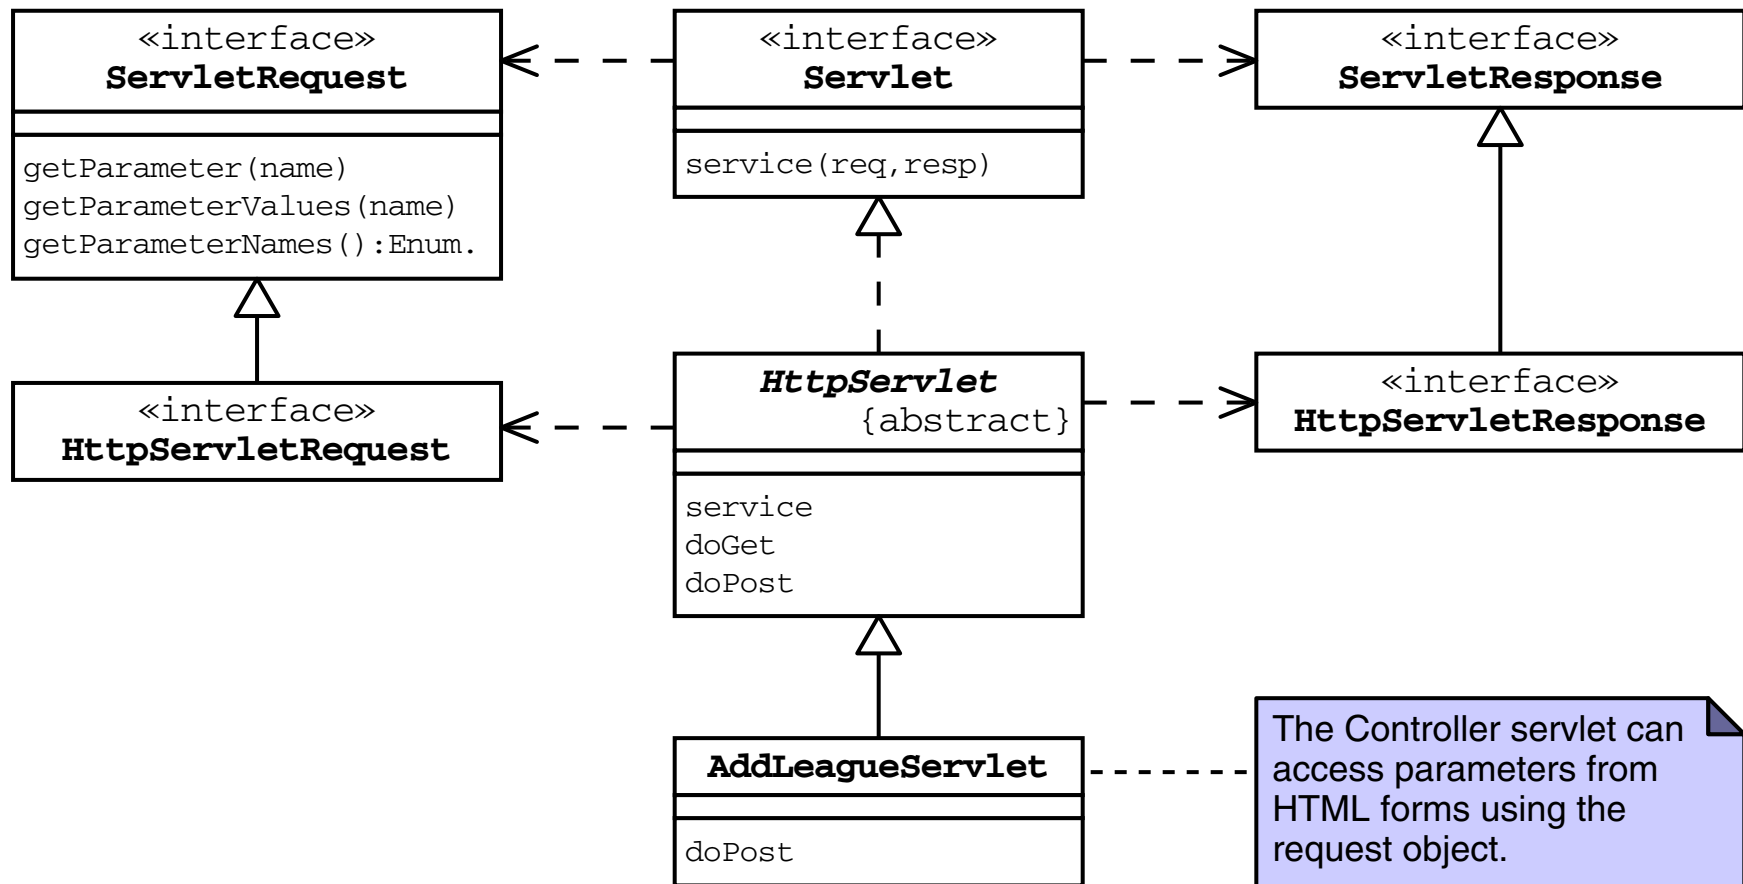 «interface»
ServletRequest
getParameter(name)
getParameterValues(name)
getParameterNames():Enum.
«interface»
Servlet
service(req,resp)
«interface»
ServletResponse
«interface»
HttpServletRequest
HttpServlet
{abstract}
service
doGet
doPost
«interface»
HttpServletResponse
AddLeagueServlet
doPost
The Controller servlet can
access parameters from
HTML forms using the
request object.